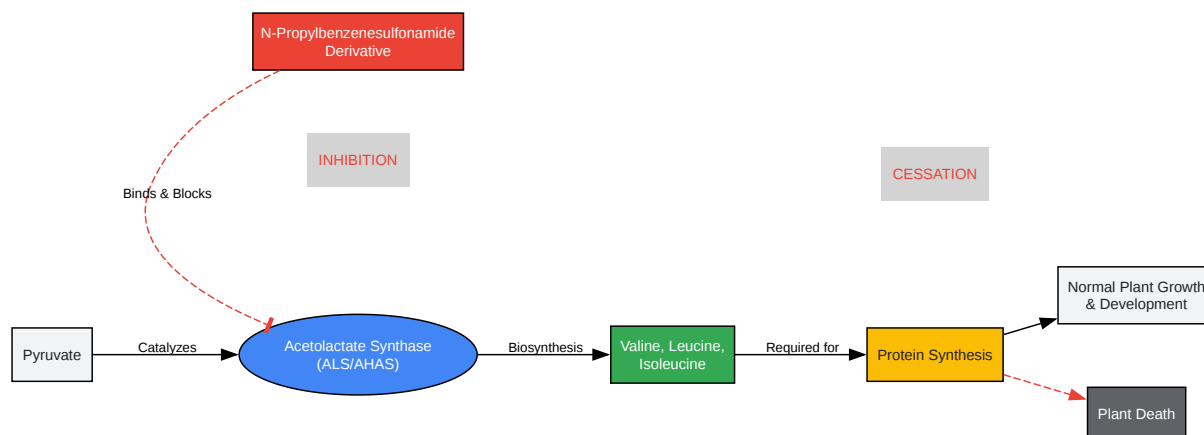 N-Propylbenzenesulfonamide
Derivative
INHIBITION
CESSATION
Binds & Blocks
Pyruvate
Catalyzes
Acetolactate Synthase
(ALS/AHAS)
Biosynthesis
Valine, Leucine,
Isoleucine
Required for
Protein Synthesis
Normal Plant Growth
& Development
Plant Death